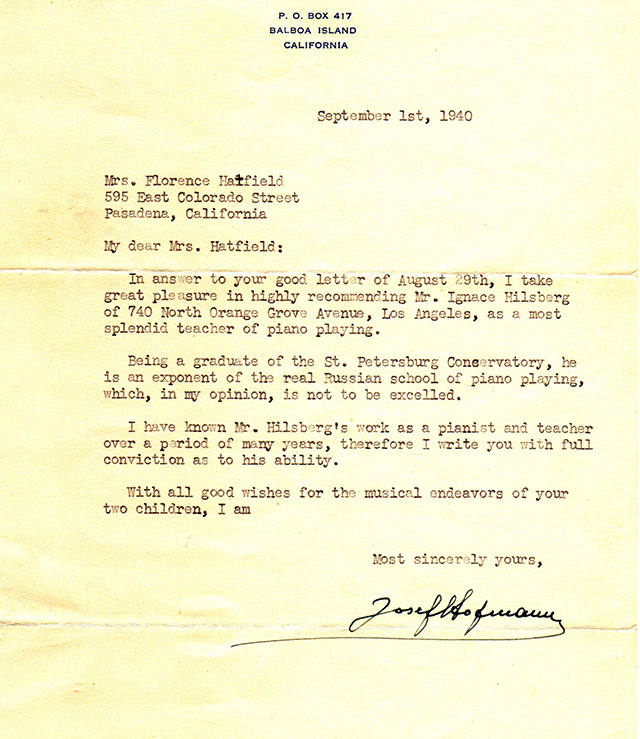 P. O. BOX 417
BALBOA ISLAND
CALIFORNIA
September 1st, 1940
Mrs. Florence Hatfield
595 East Colorado Street
Pasadena, California
My dear Mrs. Hatfield:
In answer to your good letter of August 29th, I take
great pleasure in highly recommending Mr. Ignace Hilsberg
of 740 North Orange Grove Avenue, Los Angeles, as a most
splendid teacher of piano playing.
Being a graduate of the St. Petersburg Conservatory, he
is an exponent of the real Russian school of piano playing,
which, in my opinion, is not to be excelled.
I have known Mr. Hilsberg's work as a pianist and teacher
over a period of many years, therefore I write you with full
conviction as to his ability.
With all good wishes for the musical endeavors of your
two children, I am
Most sincerely yours,
Josef Hofmann